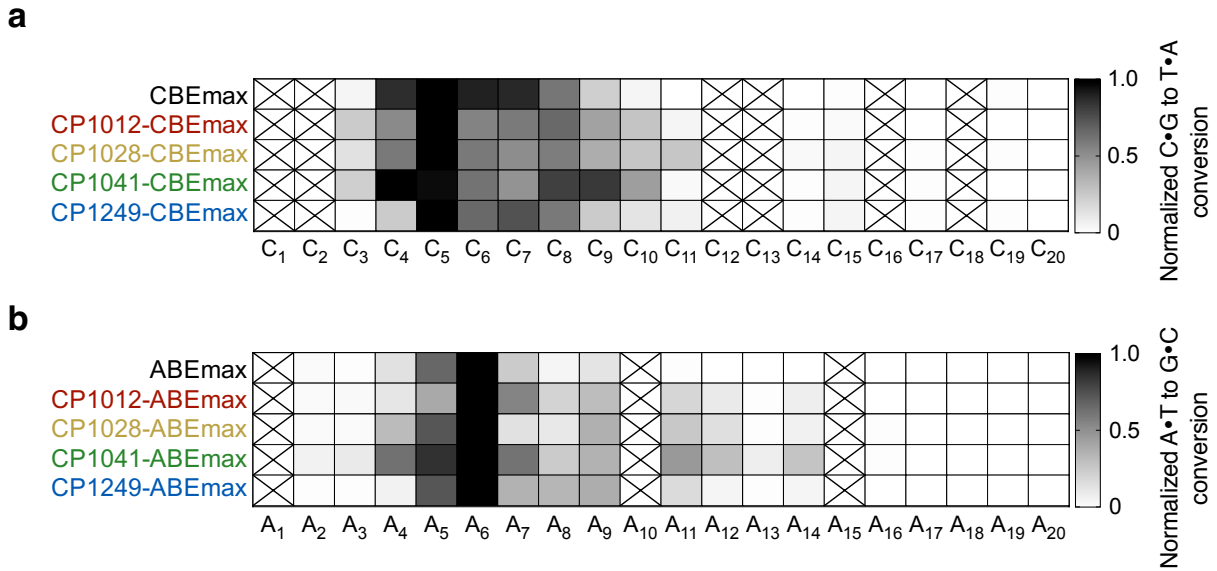 a
CBEmax
CP1012-CBEmax
CP1028-CBEmax
CP1041-CBEmax
CP1249-CBEmax
C1 C2 C3 C4 C5 C6 C7 C8 C9 C10 C11 C12 C13 C14 C15 C16 C17 C18 C19 C20
1.0
0.5
0
Normalized C•G to T•A
conversion
b
ABEmax
CP1012-ABEmax
CP1028-ABEmax
CP1041-ABEmax
CP1249-ABEmax
A1 A2 A3 A4 A5 A6 A7 A8 A9 A10 A11 A12 A13 A14 A15 A16 A17 A18 A19 A20
1.0
0.5
0
Normalized A•T to G•C
conversion